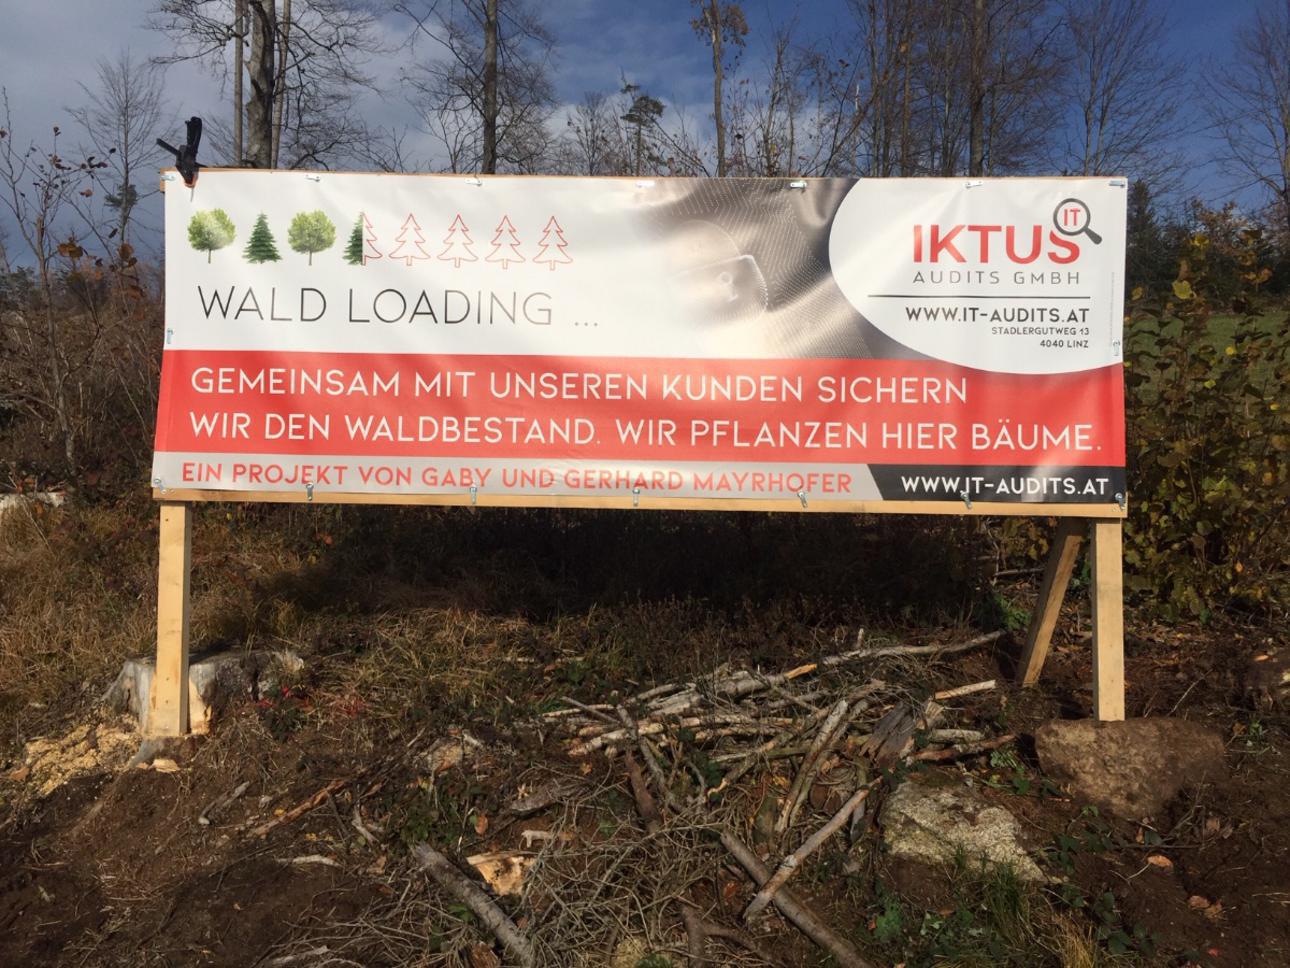 WALD LOADING ...
IT
IKTUS
AUDITS GMBH
WWW.IT-AUDITS.AT
STADLERGUTWEG 13
4040 LINZ
GEMEINSAM MIT UNSEREN KUNDEN SICHERN
WIR DEN WALDBESTAND. WIR PFLANZEN HIER BÄUME.
EIN PROJEKT VON GABY UND GERHARD MAYRHOFER
WWW.IT-AUDITS.AT